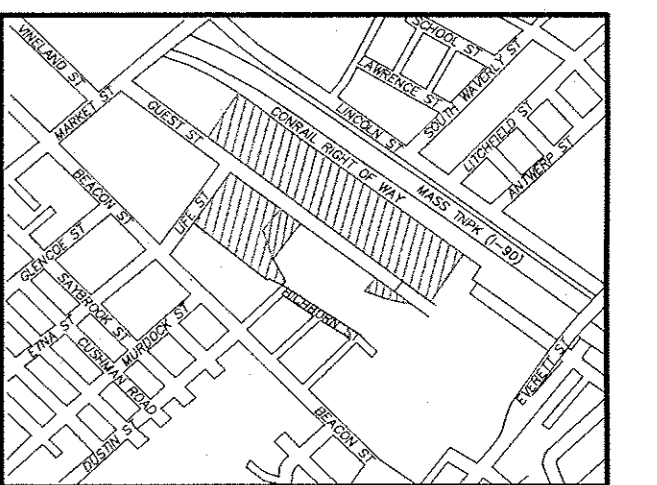 VINELAND ST
MARKET ST
BEACON ST
GUEST ST
LIFE ST
GLENCOE ST
SAYBROOK ST
ETNA ST
CUSHMAN ROAD
MURDOCK ST
DUSTIN ST
HICHBURN ST
BEACON ST
CONRAIL RIGHT OF WAY
MASS TNPK (I-90)
LINCOLN ST
SCHOOL ST
LAWRENCE ST
SOUTH WAVERLY ST
LITCHFIELD ST
ANTWERP ST
EVERETT ST